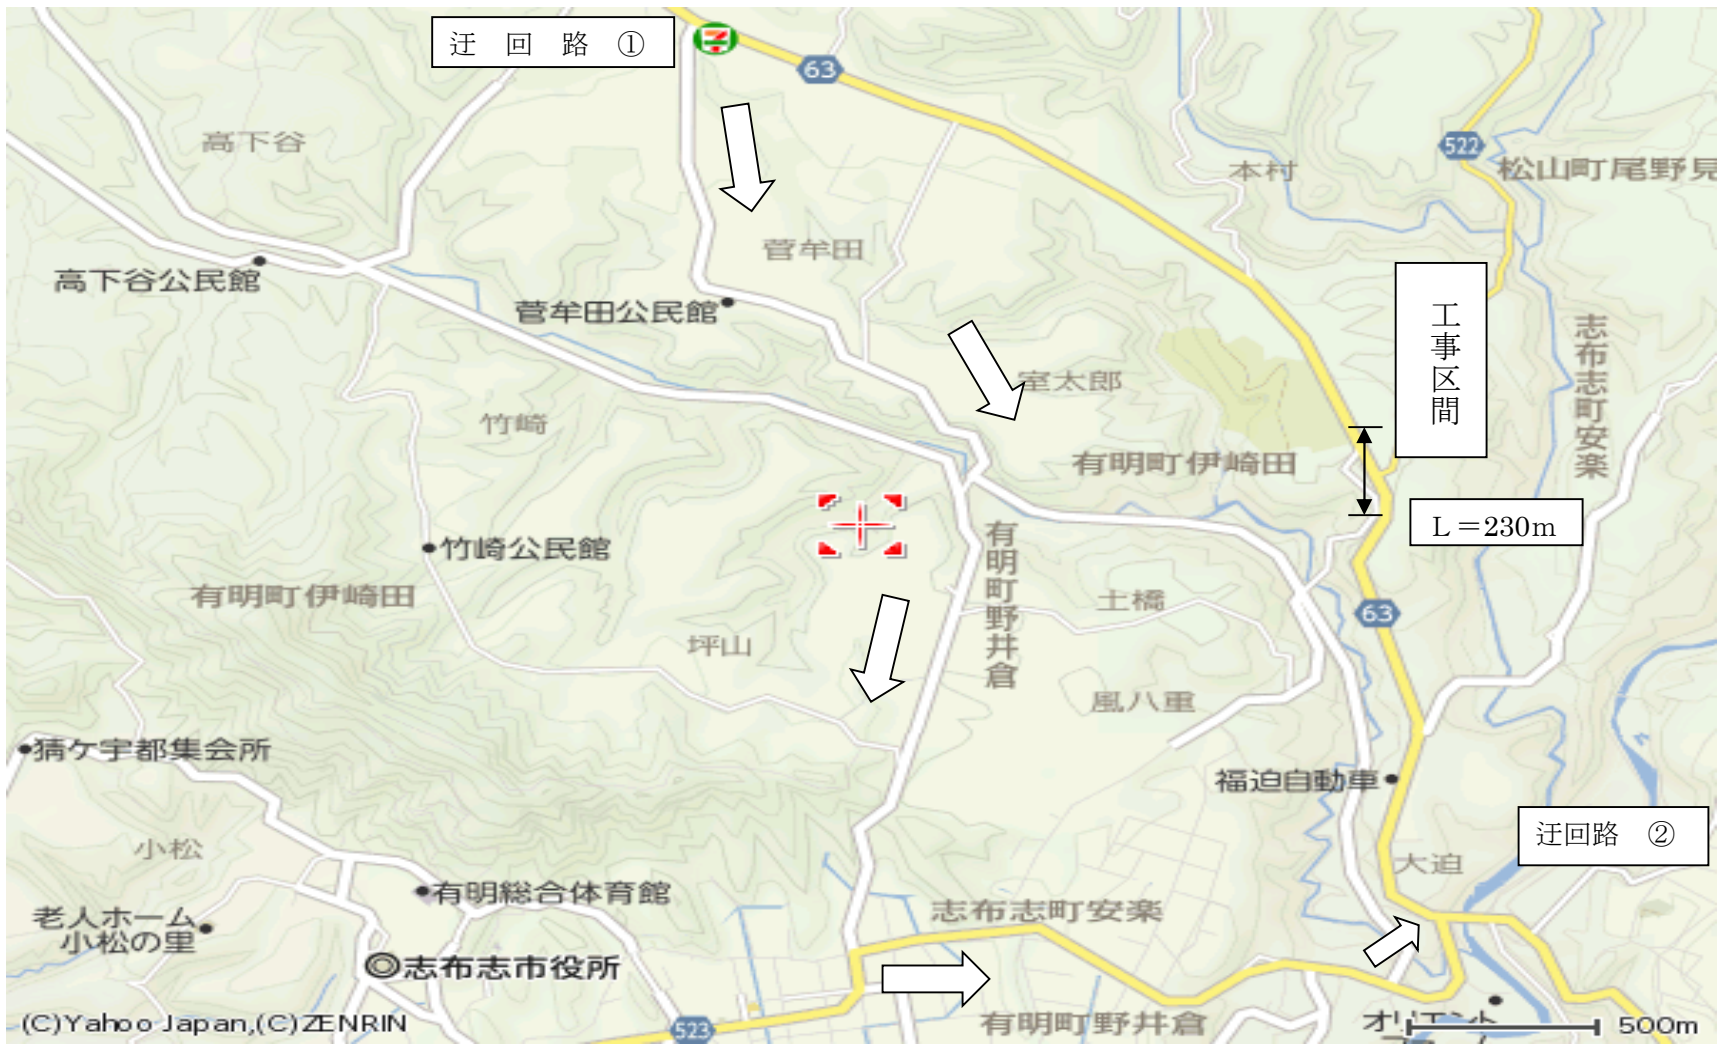 迂 回 路 ①
63
高下谷
本村
522
松山町尾野見
菅牟田
高下谷公民館
菅牟田公民館
工事区間
志布志町安楽
室太郎
竹崎
有明町伊崎田
L=230m
竹崎公民館
有明町野井倉
有明町伊崎田
土橋
63
坪山
風八重
猜ケ宇都集会所
福迫自動車
迂回路 ②
小松
大迫
有明総合体育館
老人ホーム
小松の里
志布志町安楽
志布志市役所
有明町野井倉
523
(C)Yahoo Japan,(C)ZENRIN
500m